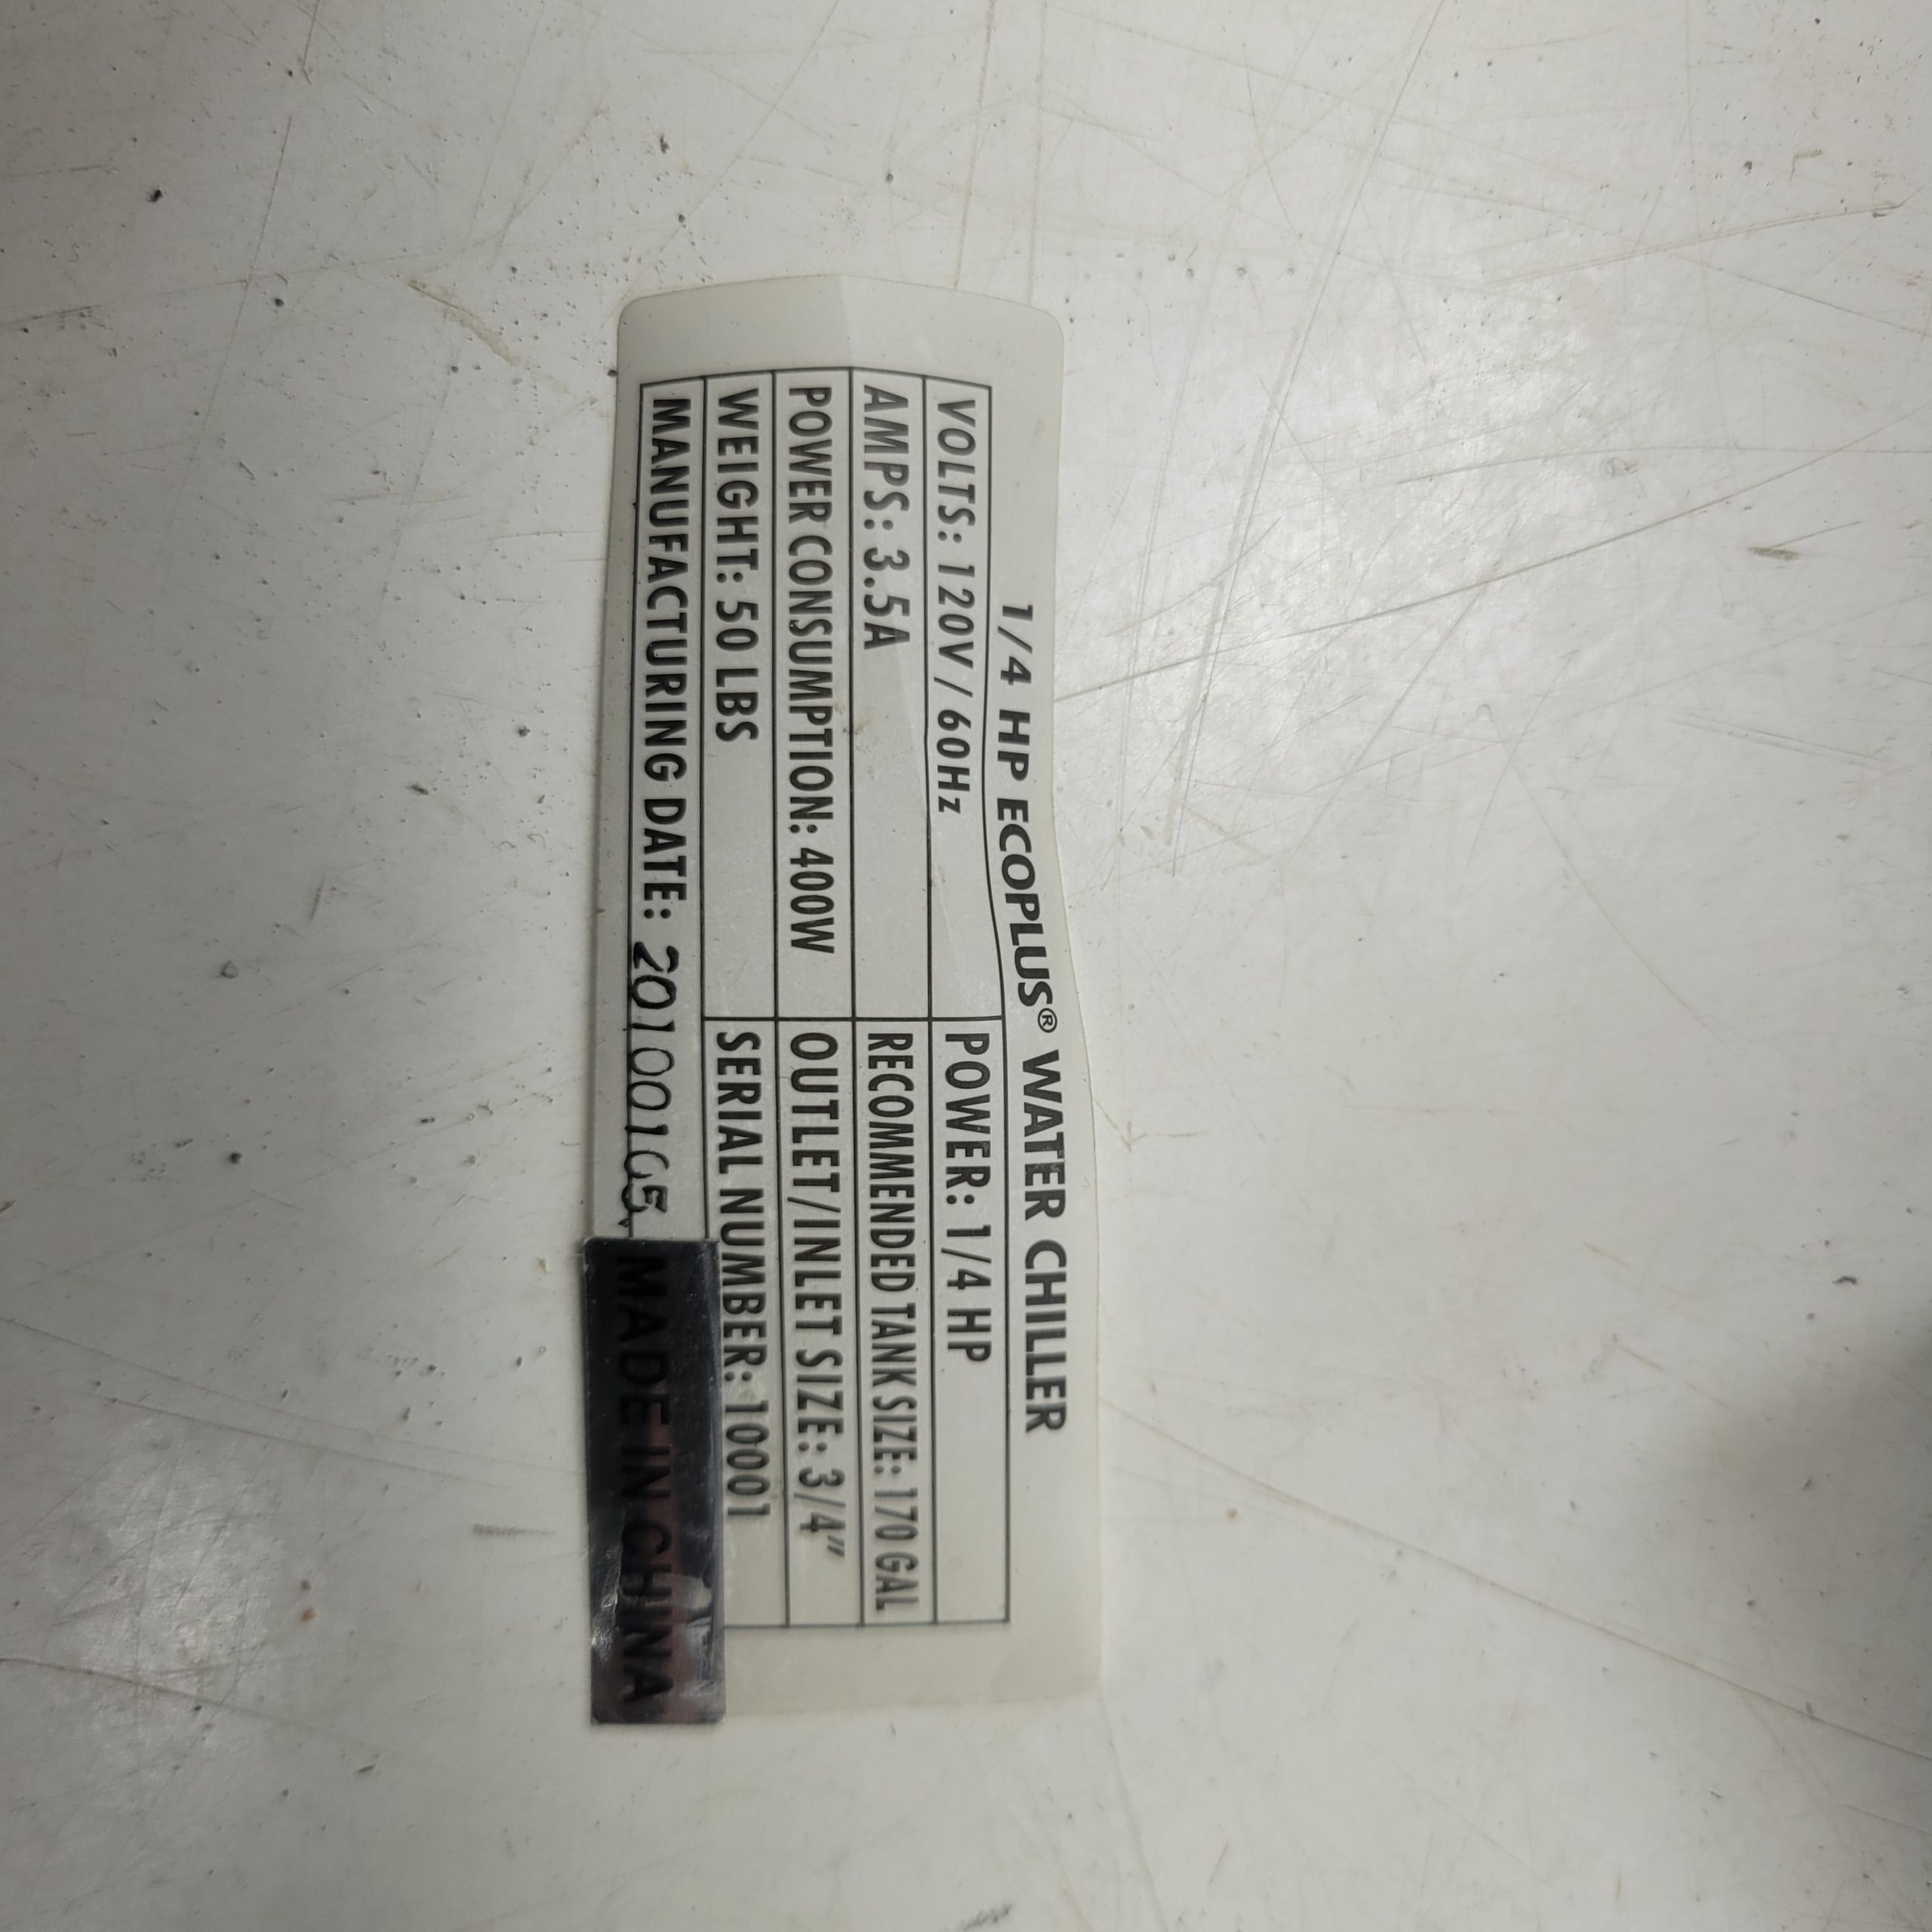 1/4 HP ECOPLUS® WATER CHILLER
VOLTS: 120V / 60Hz
POWER: 1/4 HP
AMPS: 3.5A
RECOMMENDED TANK SIZE: 170 GAL
POWER CONSUMPTION: 400W
OUTLET/INLET SIZE: 3/4"
WEIGHT: 50 LBS
SERIAL NUMBER: 10001
MANUFACTURING DATE:
MADE IN CHINA